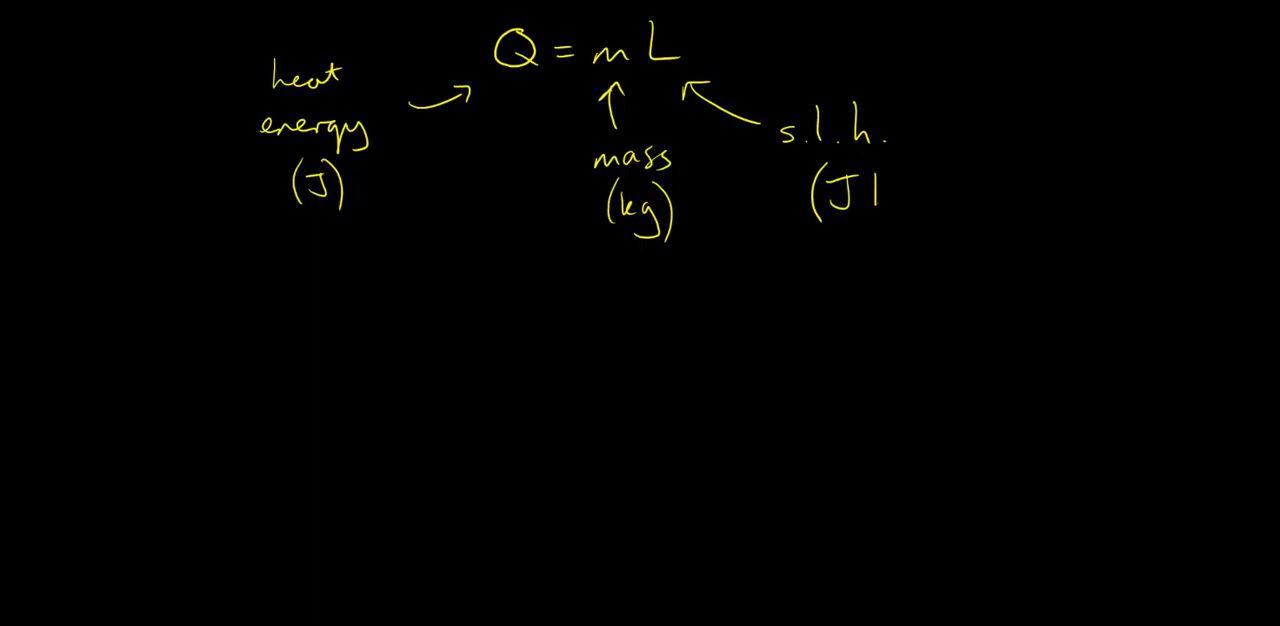 Q = m L
heat
energy
(J)
mass
(kg)
s.l.h.
(J